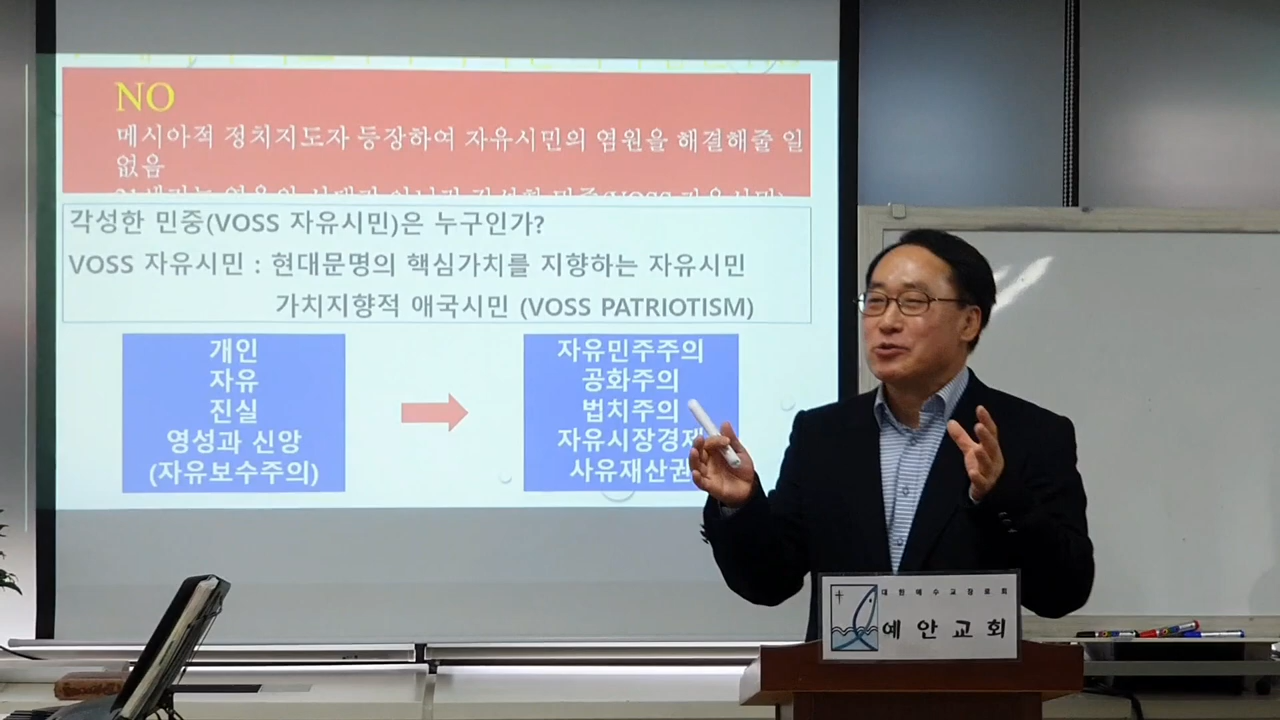 NO
메시아적 정치지도자 등장하여 자유시민의 염원을 해결해줄 일
없음
각성한 민중(VOSS 자유시민)은 누구인가?
VOSS 자유시민 : 현대문명의 핵심가치를 지향하는 자유시민
가치지향적 애국시민 (VOSS PATRIOTISM)
개인
자유
진실
영성과 신앙
(자유보수주의)
자유민주주의
공화주의
법치주의
자유시장경제
사유재산권
대한예수교장로회
예안교회